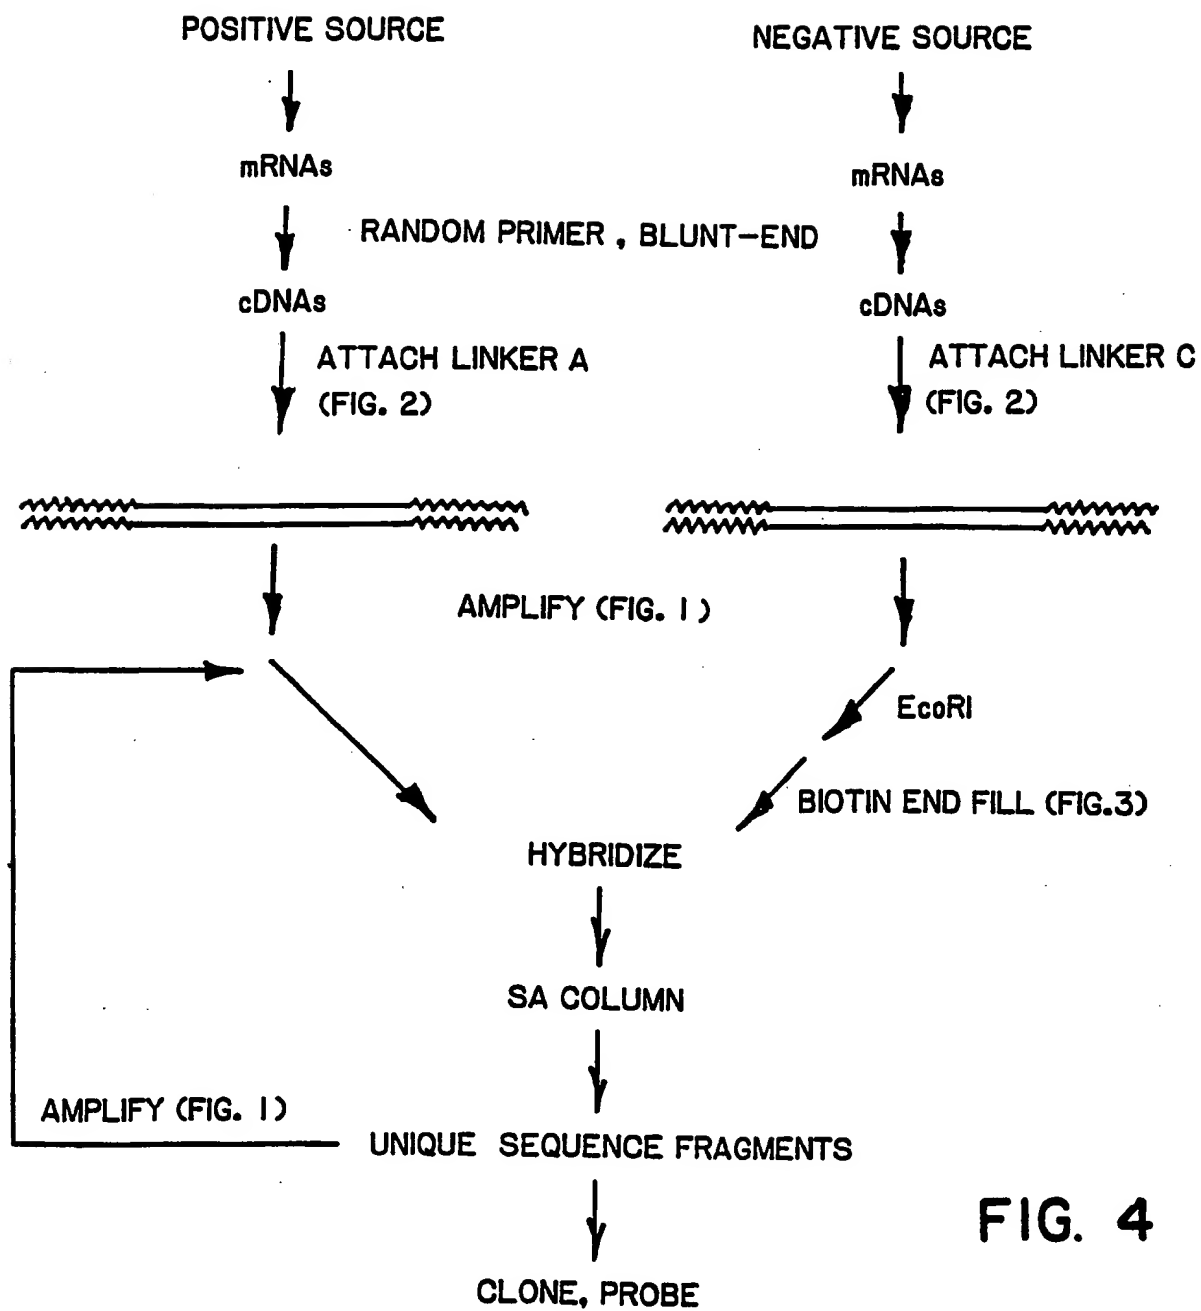 POSITIVE SOURCE
NEGATIVE SOURCE
mRNAs
mRNAs
RANDOM PRIMER, BLUNT-END
cDNAs
cDNAs
ATTACH LINKER A
(FIG. 2)
ATTACH LINKER C
(FIG. 2)
AMPLIFY (FIG. 1)
EcoRI
BIOTIN END FILL (FIG.3)
HYBRIDIZE
SA COLUMN
AMPLIFY (FIG. 1)
UNIQUE SEQUENCE FRAGMENTS
CLONE, PROBE
FIG. 4